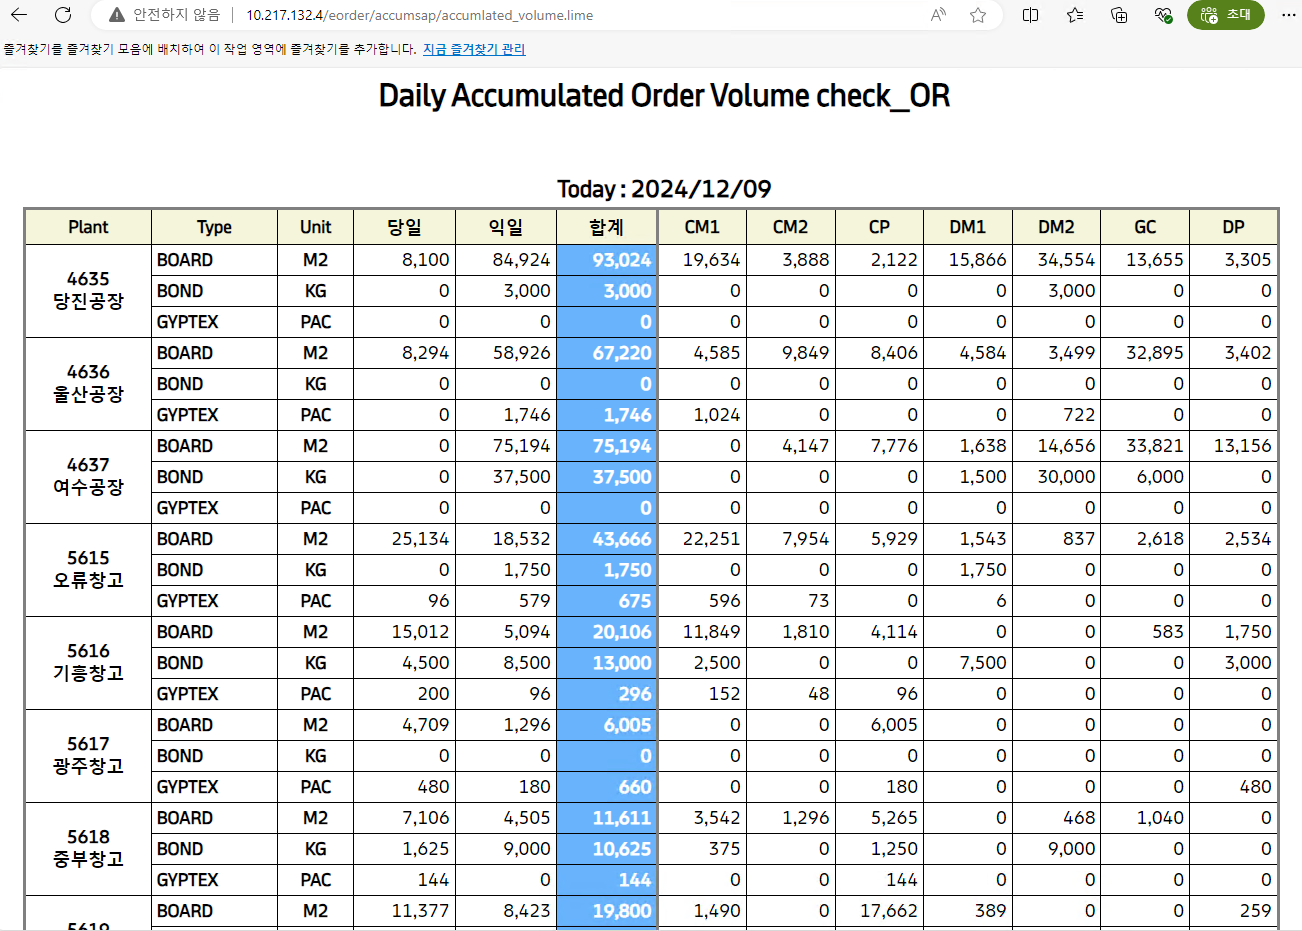 안전하지 않음 10.217.132.4/eorder/accumsap/accumlated_volume.lime 초대
즐겨찾기를 즐겨찾기 모음에 배치하여 이 작업 영역에 즐겨찾기를 추가합니다. 지금 즐겨찾기 관리
Daily Accumulated Order Volume check_OR
Today : 2024/12/09
Plant Type Unit 당일 익일 합계 CM1 CM2 CP DM1 DM2 GC DP
4635 당진공장
BOARD M2 8,100 84,924 93,024 19,634 3,888 2,122 15,866 34,554 13,655 3,305
BOND KG 0 3,000 3,000 0 0 0 0 3,000 0 0
GYPTEX PAC 0 0 0 0 0 0 0 0 0 0
4636 울산공장
BOARD M2 8,294 58,926 67,220 4,585 9,849 8,406 4,584 3,499 32,895 3,402
BOND KG 0 0 0 0 0 0 0 0 0 0
GYPTEX PAC 0 1,746 1,746 1,024 0 0 0 722 0 0
4637 여수공장
BOARD M2 0 75,194 75,194 0 4,147 7,776 1,638 14,656 33,821 13,156
BOND KG 0 37,500 37,500 0 0 0 1,500 30,000 6,000 0
GYPTEX PAC 0 0 0 0 0 0 0 0 0 0
5615 오류창고
BOARD M2 25,134 18,532 43,666 22,251 7,954 5,929 1,543 837 2,618 2,534
BOND KG 0 1,750 1,750 0 0 0 1,750 0 0 0
GYPTEX PAC 96 579 675 596 73 0 6 0 0 0
5616 기흥창고
BOARD M2 15,012 5,094 20,106 11,849 1,810 4,114 0 0 583 1,750
BOND KG 4,500 8,500 13,000 2,500 0 0 7,500 0 0 3,000
GYPTEX PAC 200 96 296 152 48 96 0 0 0 0
5617 광주창고
BOARD M2 4,709 1,296 6,005 0 0 6,005 0 0 0 0
BOND KG 0 0 0 0 0 0 0 0 0 0
GYPTEX PAC 480 180 660 0 0 180 0 0 0 480
5618 중부창고
BOARD M2 7,106 4,505 11,611 3,542 1,296 5,265 0 468 1,040 0
BOND KG 1,625 9,000 10,625 375 0 1,250 0 9,000 0 0
GYPTEX PAC 144 0 144 0 0 144 0 0 0 0
BOARD M2 11,377 8,423 19,800 1,490 0 17,662 389 0 0 259